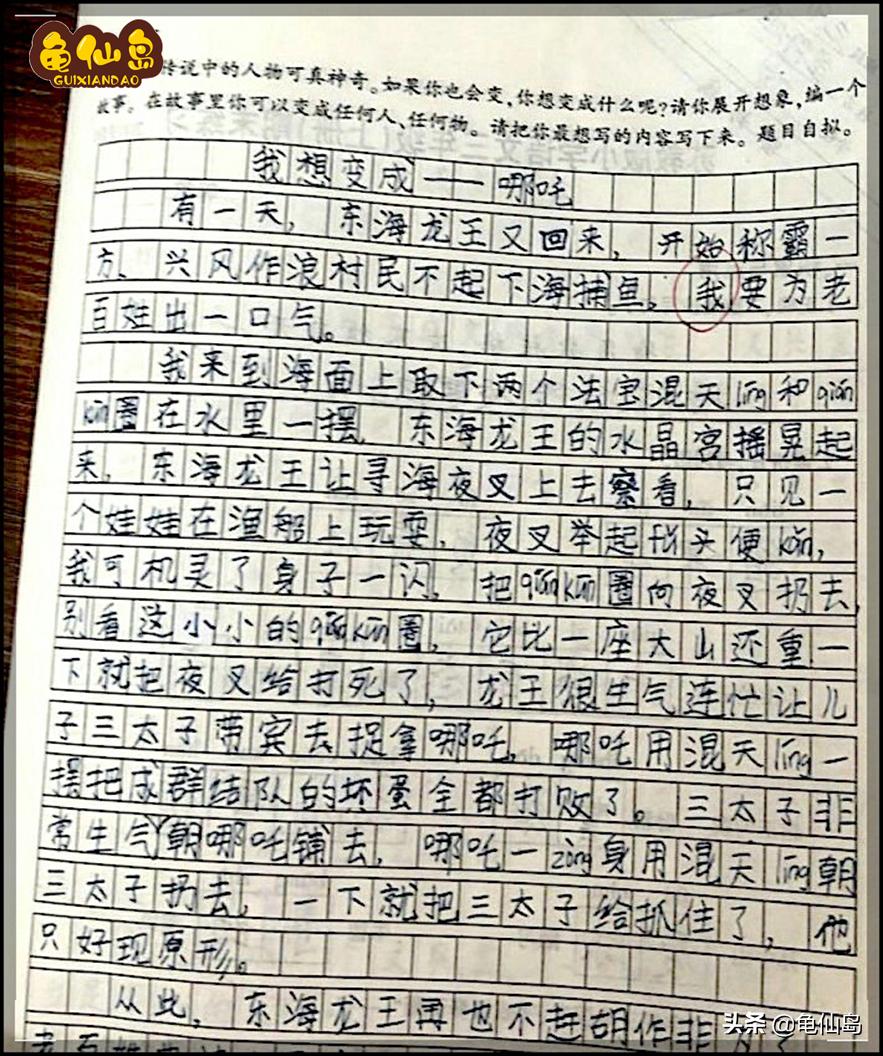 龟仙岛
GUIXIANDAO
传说中的人物可真神奇。如果你也会变,你想变成什么呢?请你展开想象,编一个
故事。在故事里你可以变成任何人、任何物。请把你最想写的内容写下来。题目自拟。
我想变成——哪吒
有一天,东海龙王又回来,开始称霸一
方、兴风作浪村民不起下海捕鱼。我要为老
百姓出一口气。
我来到海面上取下两个法宝混天líng和qián
kūn圈在水里一摆,东海龙王的水晶宫摇晃起
来,东海龙王让寻海夜叉上去察看,只见一
个娃娃在渔船上玩耍,夜叉举起fǔ头便kǎn,
我可机灵了身子一闪,把qiánkūn圈向夜叉扔去,
别看这小小的qiánkūn圈,它比一座大山还重一
下就把夜叉给打死了,龙王很生气连忙让儿
子三太子带宾去捉拿哪吒,哪吒用混天líng一
摆把成群结队的坏蛋全都打败了。三太子非
常生气朝哪吒铺去,哪吒一zòng身用混天líng朝
三太子扔去,一下就把三太子给抓住了,他
只好现原形。
从此,东海龙王再也不赶胡作非
头条@龟仙岛